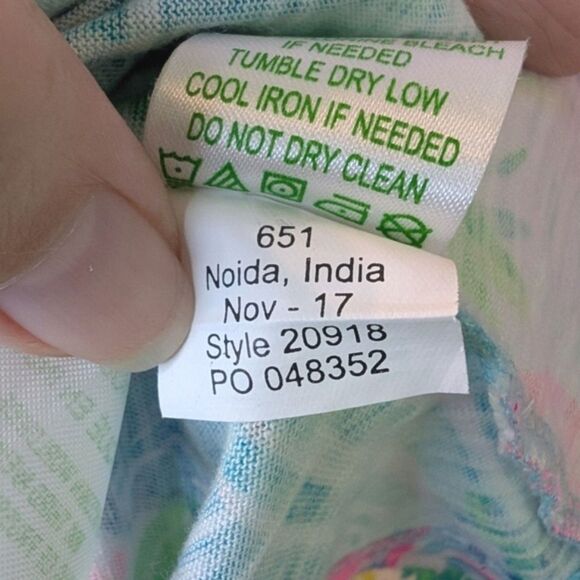 BLEACH
IF NEEDED
TUMBLE DRY LOW
COOL IRON IF NEEDED
DO NOT DRY CLEAN
651
Noida, India
Nov - 17
Style 20918
PO 048352